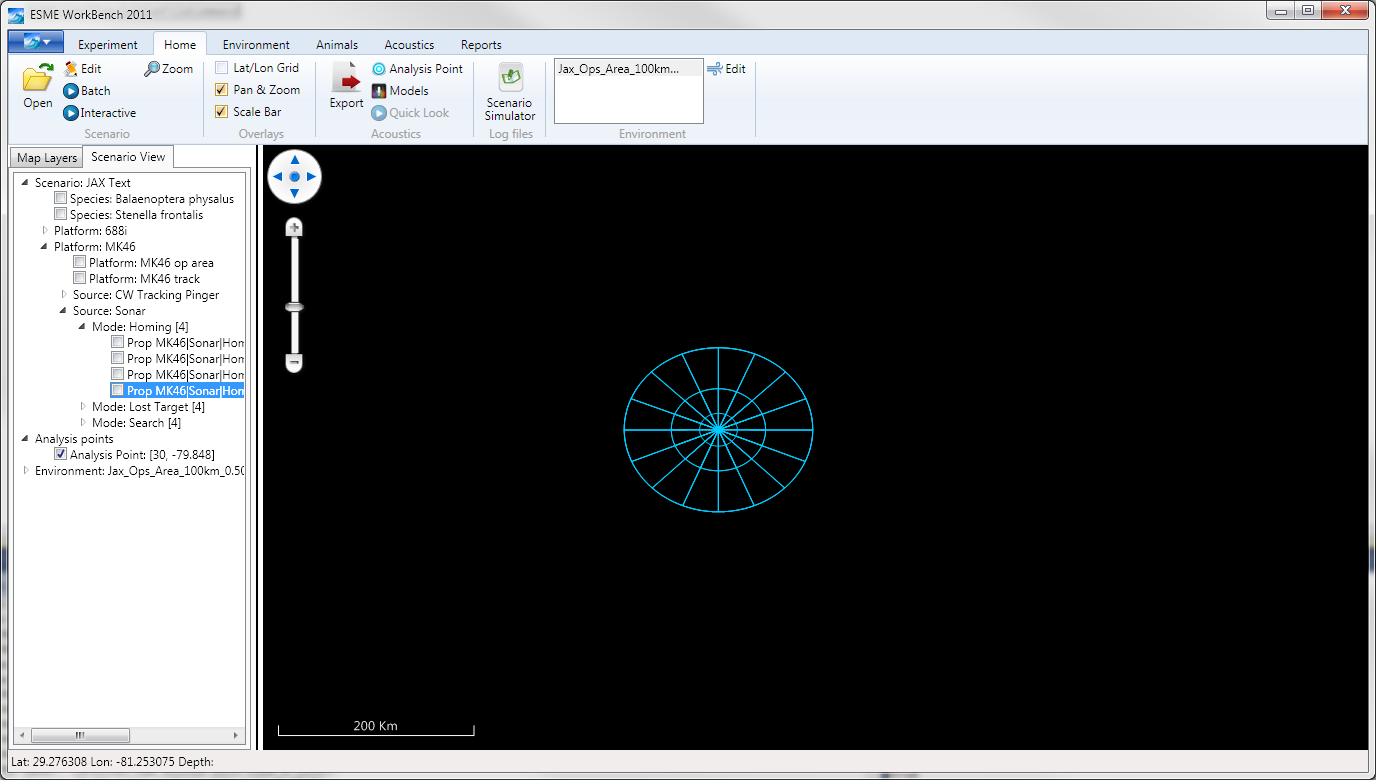 ESME WorkBench 2011
Experiment Home Environment Animals Acoustics Reports
Open
Edit
Batch
Interactive
Zoom
Scenario
Lat/Lon Grid
Pan & Zoom
Scale Bar
Overlays
Export
Analysis Point
Models
Quick Look
Acoustics
Scenario
Simulator
Log files
Jax_Ops_Area_100km...
Edit
Environment
Map Layers Scenario View
Scenario: JAX Text
Species: Balaenoptera physalus
Species: Stenella frontalis
Platform: 688i
Platform: MK46
Platform: MK46 op area
Platform: MK46 track
Source: CW Tracking Pinger
Source: Sonar
Mode: Homing [4]
Prop MK46|Sonar|Hom
Prop MK46|Sonar|Hom
Prop MK46|Sonar|Hom
Prop MK46|Sonar|Hom
Mode: Lost Target [4]
Mode: Search [4]
Analysis points
Analysis Point: [30, -79.848]
Environment: Jax_Ops_Area_100km_0.50
200 Km
Lat: 29.276308 Lon: -81.253075 Depth: